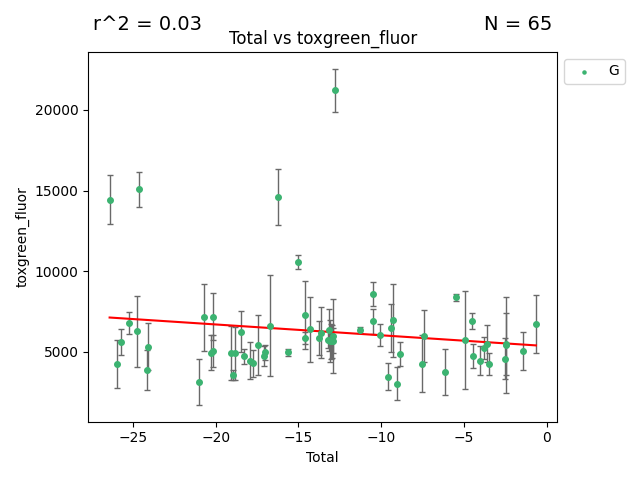 r^2 = 0.03
N = 65
Total vs toxgreen_fluor
G
20000
15000
10000
5000
toxgreen_fluor
−25
−20
−15
−10
−5
0
Total